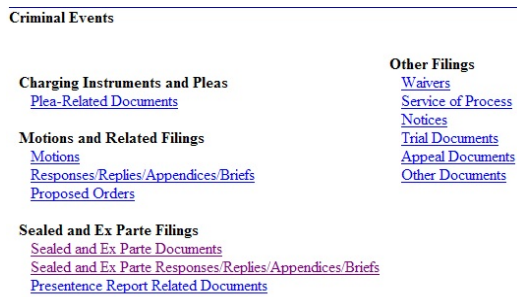 Criminal Events
Charging Instruments and Pleas
Plea-Related Documents
Motions and Related Filings
Motions
Responses/Replies/Appendices/Briefs
Proposed Orders
Sealed and Ex Parte Filings
Sealed and Ex Parte Documents
Sealed and Ex Parte Responses/Replies/Appendices/Briefs
Presentence Report Related Documents
Other Filings
Waivers
Service of Process
Notices
Trial Documents
Appeal Documents
Other Documents